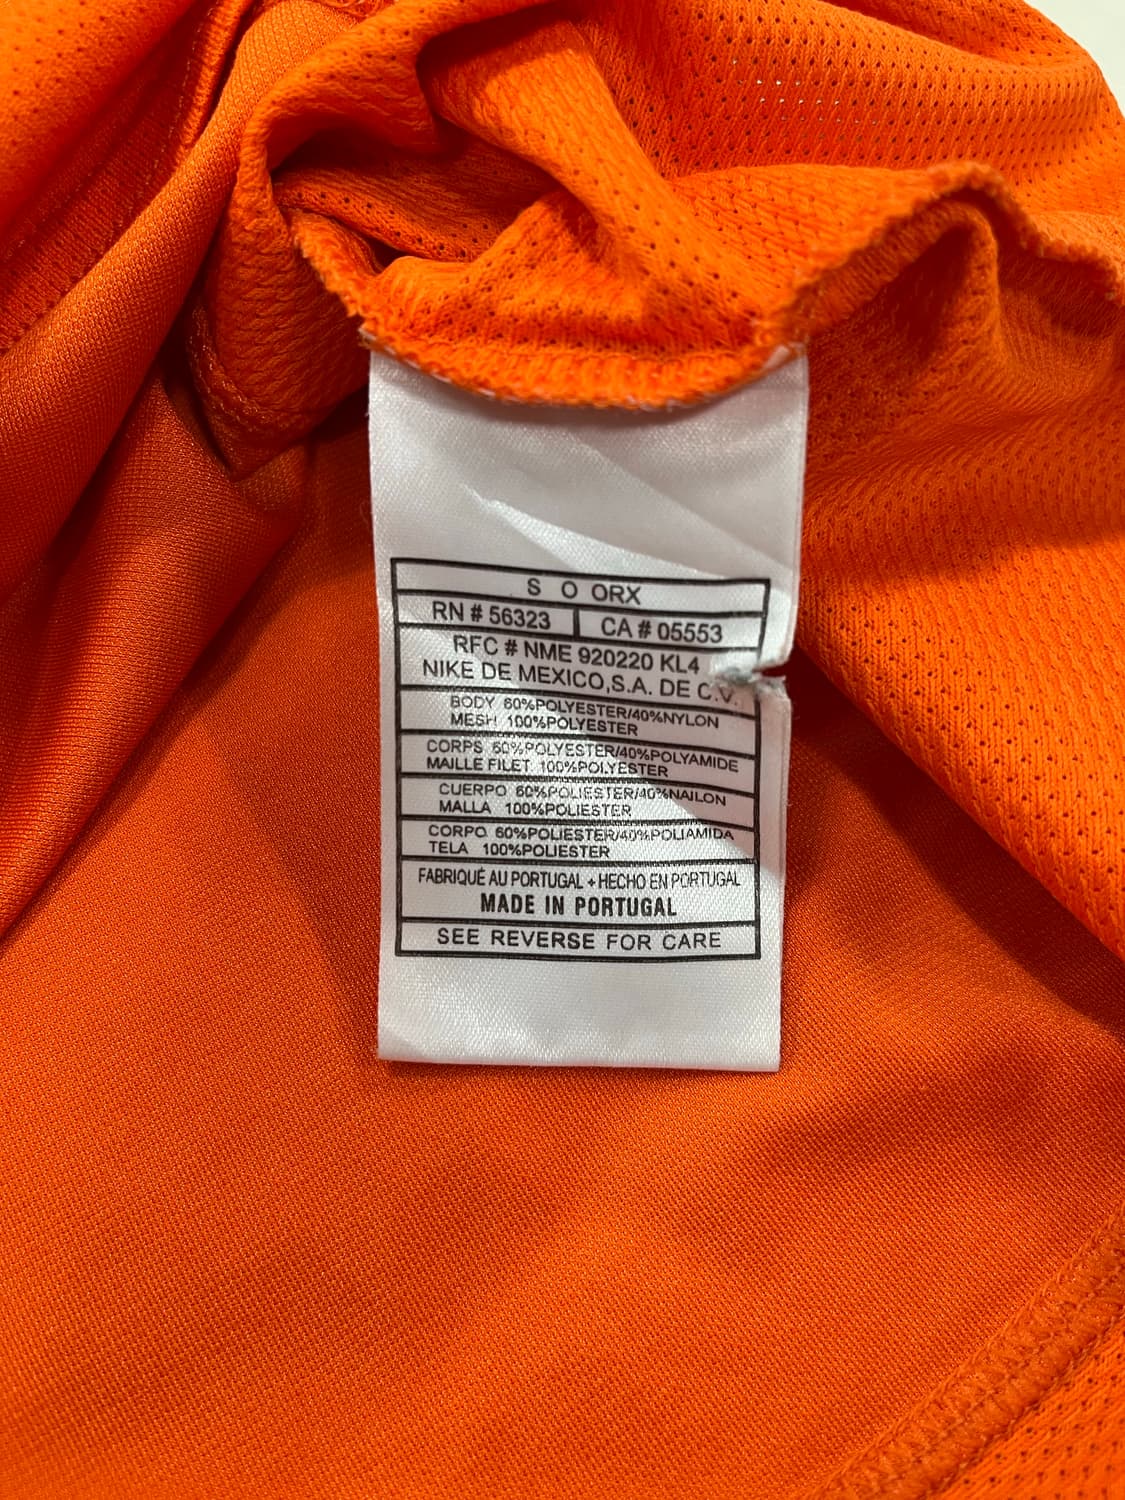 S O ORX
RN # 56323 CA # 05553
RFC # NME 920220 KL4
NIKE DE MEXICO,S.A. DE C.V.
BODY 60%POLYESTER/40%NYLON
MESH 100%POLYESTER
CORPS 60%POLYESTER/40%POLYAMIDE
MAILLE FILET 100%POLYESTER
CUERPO 60%POLIESTER/40%NAILON
MALLA 100%POLIESTER
CORPO 60%POLIESTER/40%POLIAMIDA
TELA 100%POLIESTER
FABRIQUÉ AU PORTUGAL + HECHO EN PORTUGAL
MADE IN PORTUGAL
SEE REVERSE FOR CARE